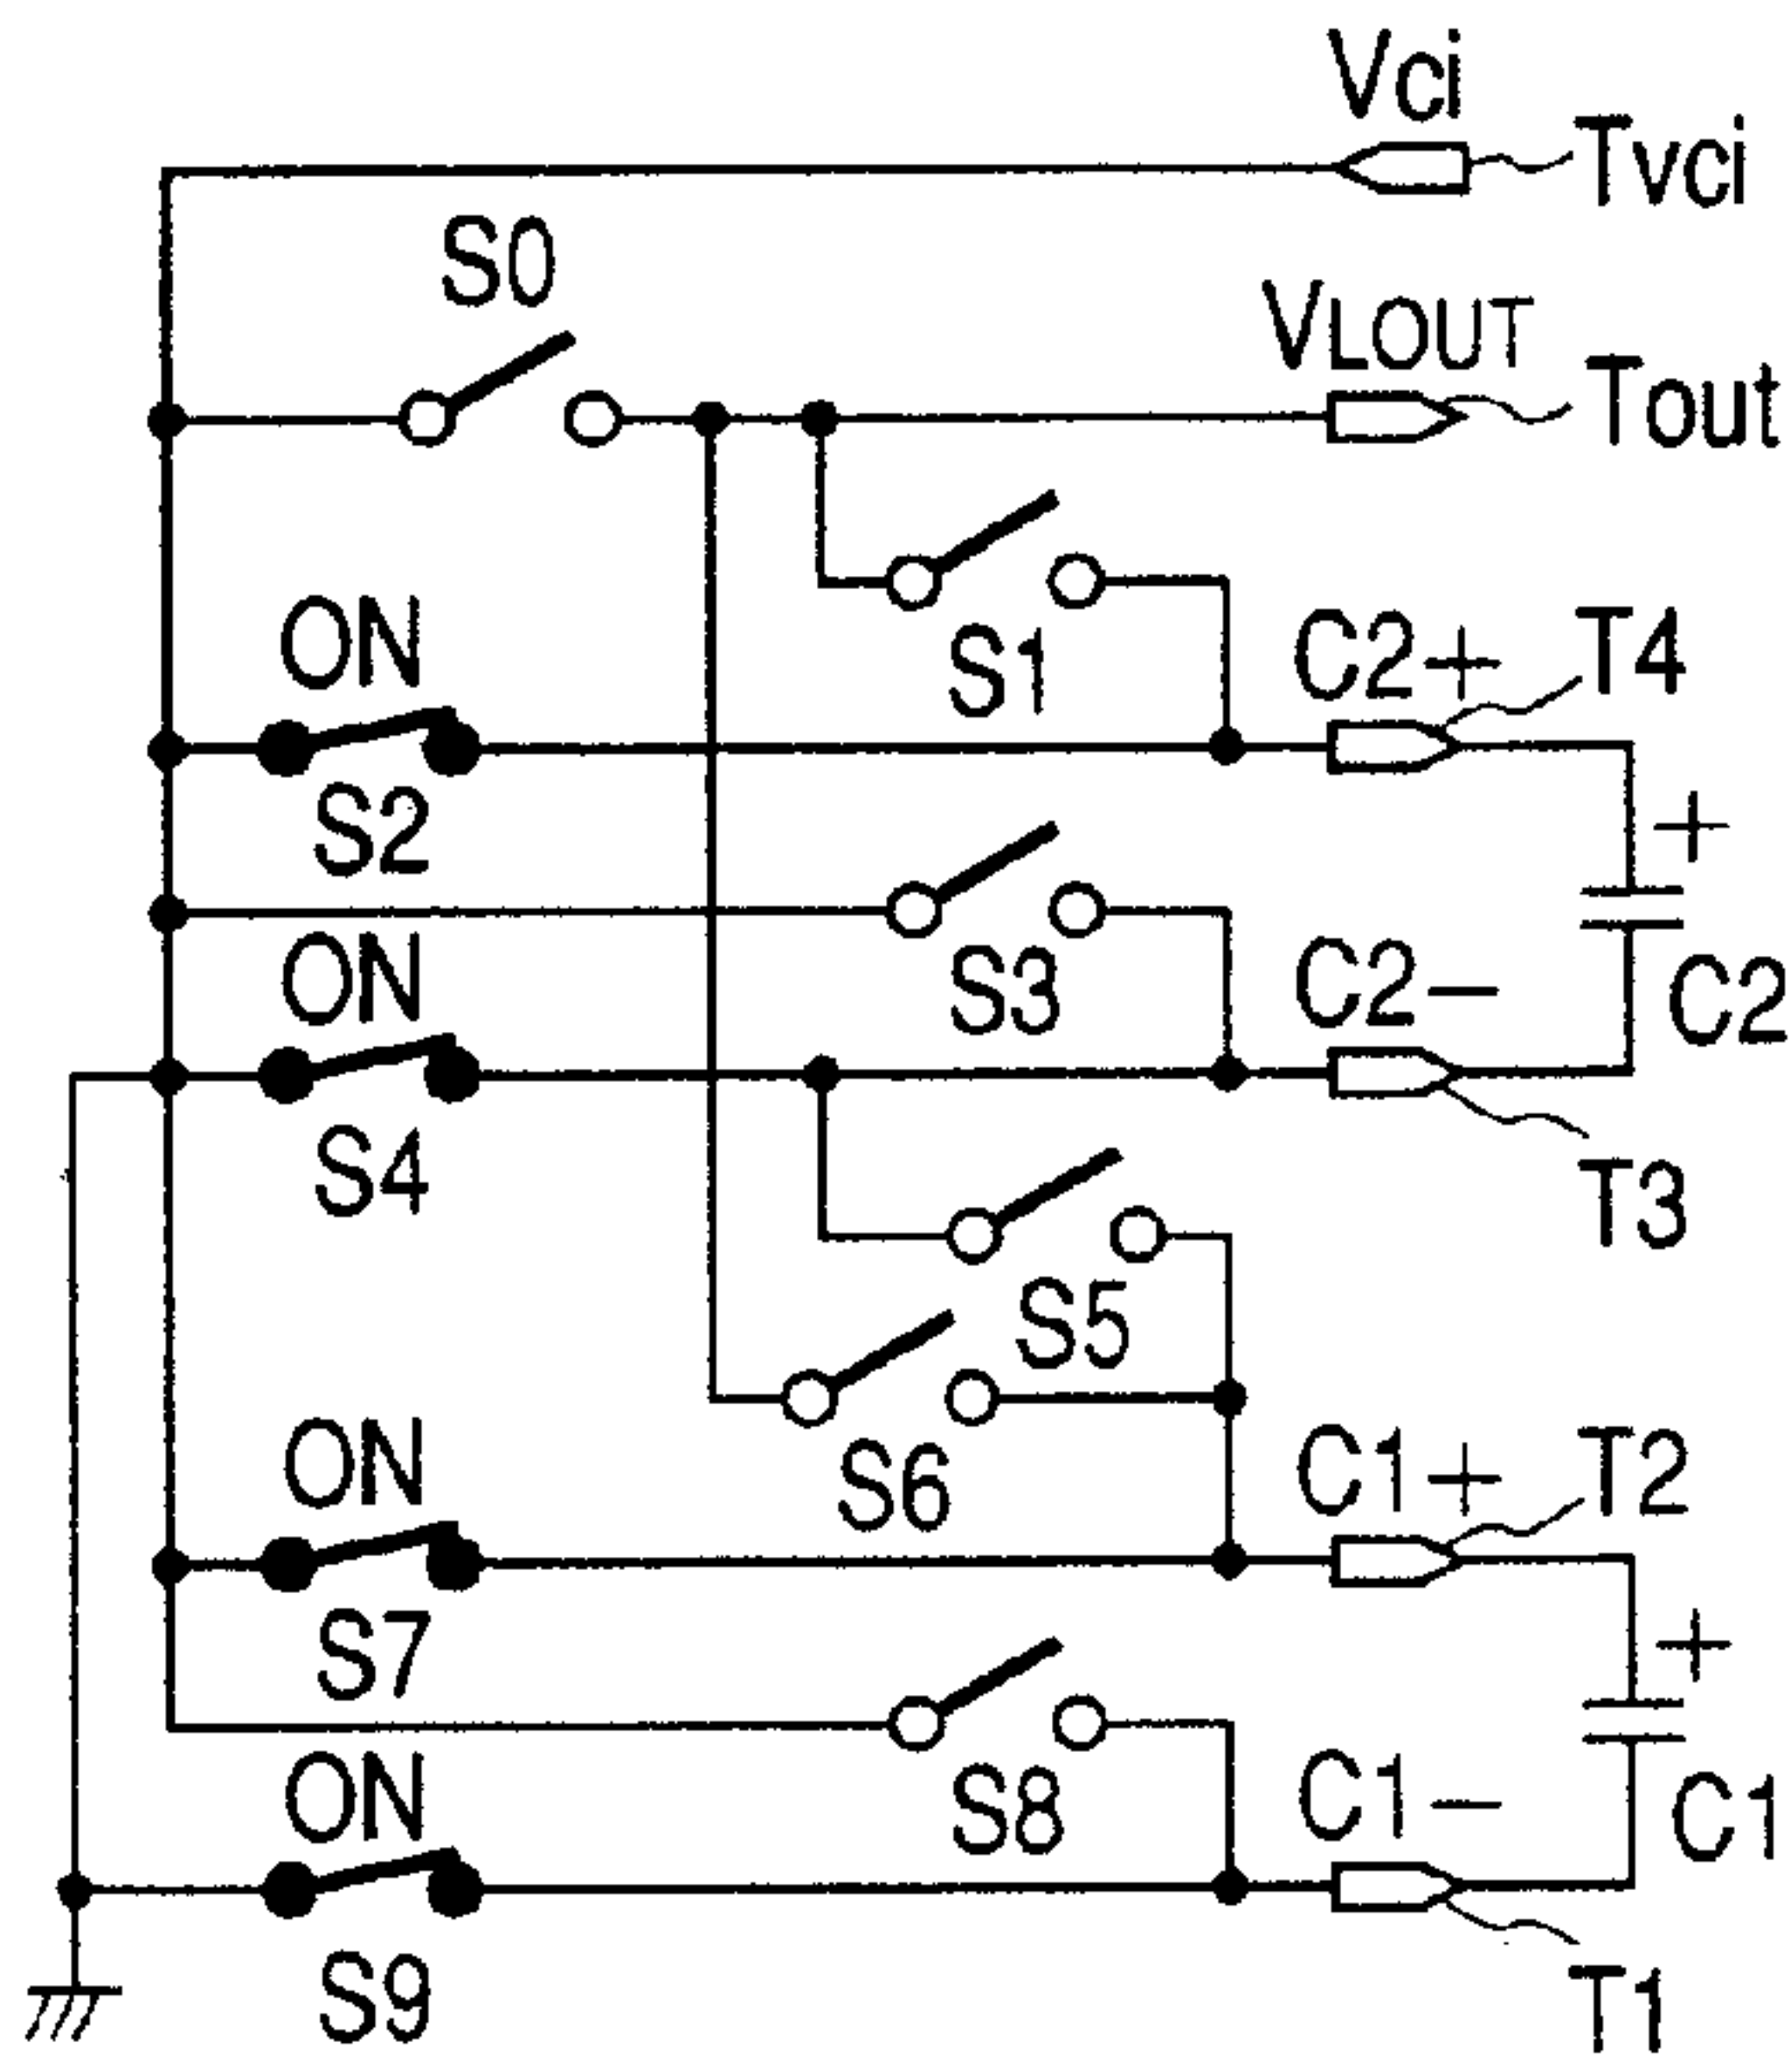 Vci
Tvci
S0
VLOUT
Tout
ON
S1
C2+
T4
S2
+
ON
S3
C2-
C2
S4
T3
S5
ON
S6
C1+
T2
S7
+
ON
S8
C1-
C1
S9
T1